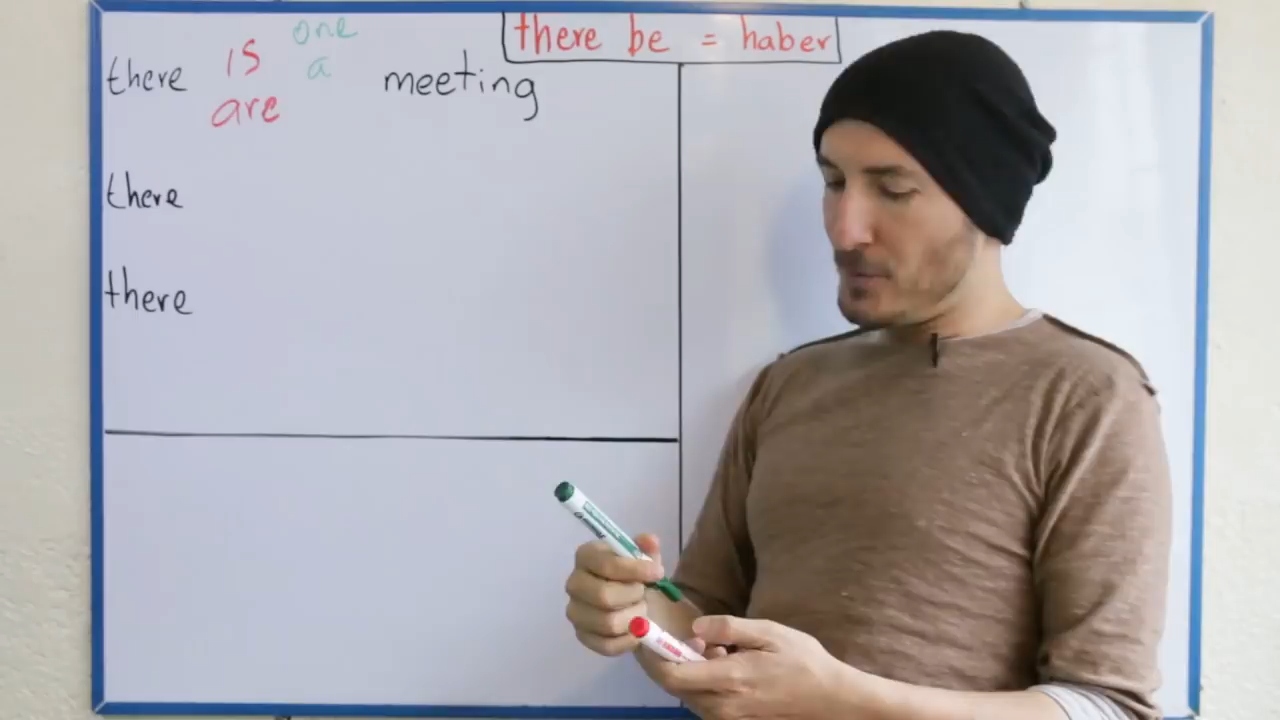 there be = haber
one
there is a meeting
are
there
there